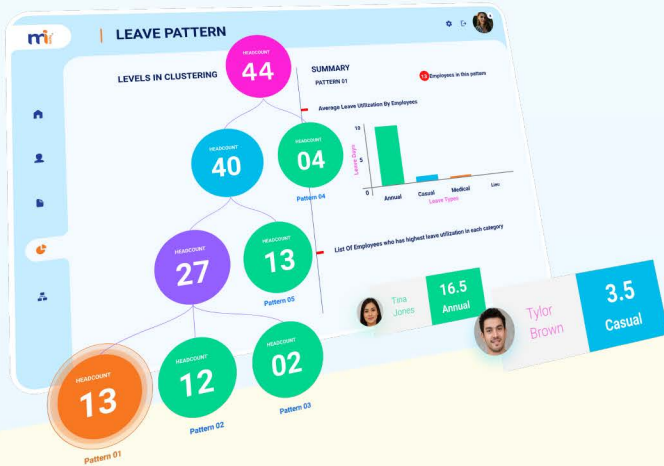 mir
LEAVE PATTERN
LEVELS IN CLUSTERING
HEADCOUNT
44
SUMMARY
PATTERN 01
13 Employees in this pattern
Average Leave Utilization By Employees
HEADCOUNT
40
HEADCOUNT
04
Pattern 04
10
5
0
Leave Days
Annual
Casual
Medical
Lieu
Leave Types
HEADCOUNT
27
HEADCOUNT
13
Pattern 05
List Of Employees who has highest leave utilization in each category
Tina
Jones
16.5
Annual
Tylor
Brown
3.5
Casual
HEADCOUNT
13
Pattern 01
HEADCOUNT
12
Pattern 02
HEADCOUNT
02
Pattern 03